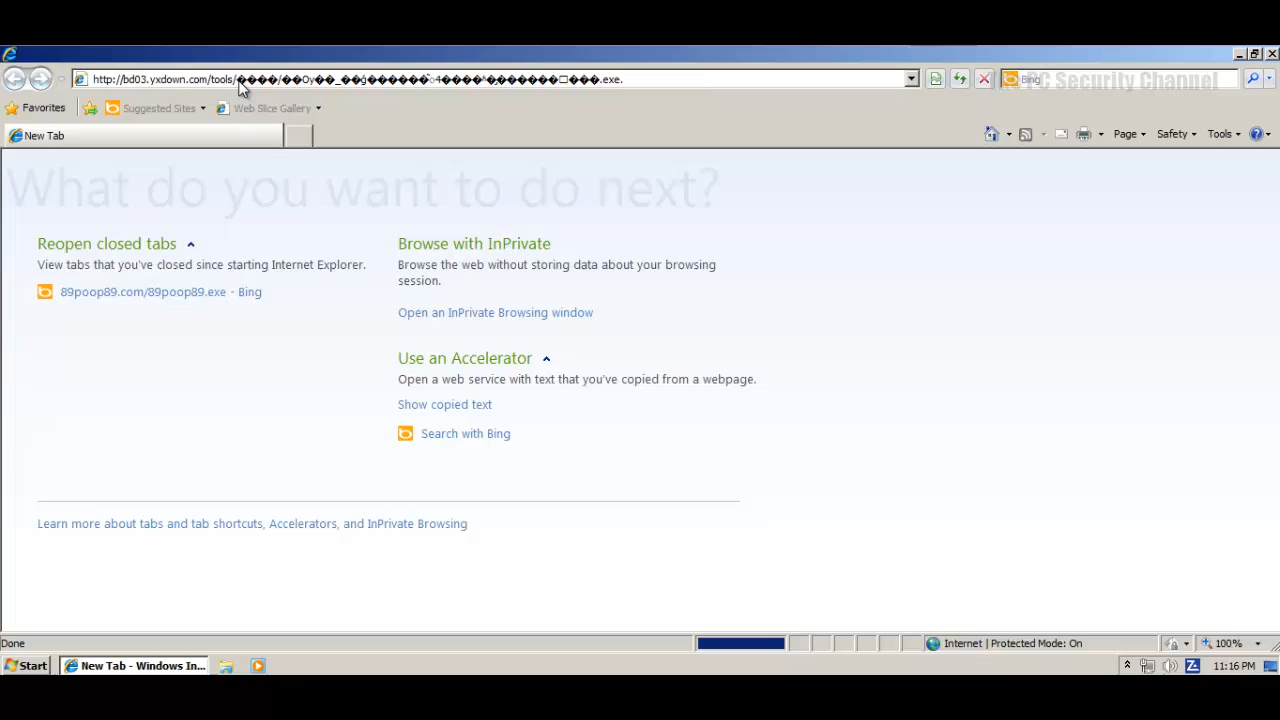 http://bd03.yxdown.com/tools/����/��Oy��_��ģ������
.exe.
Bing
PC Security Channel
Favorites
Suggested Sites
Web Slice Gallery
New Tab
Page
Safety
Tools
What do you want to do next?
Reopen closed tabs
View tabs that you've closed since starting Internet Explorer.
89poop89.com/89poop89.exe - Bing
Browse with InPrivate
Browse the web without storing data about your browsing
session.
Open an InPrivate Browsing window
Use an Accelerator
Open a web service with text that you've copied from a webpage.
Show copied text
Search with Bing
Learn more about tabs and tab shortcuts, Accelerators, and InPrivate Browsing
Done
Internet | Protected Mode: On
100%
Start
New Tab - Windows In...
Z
11:16 PM